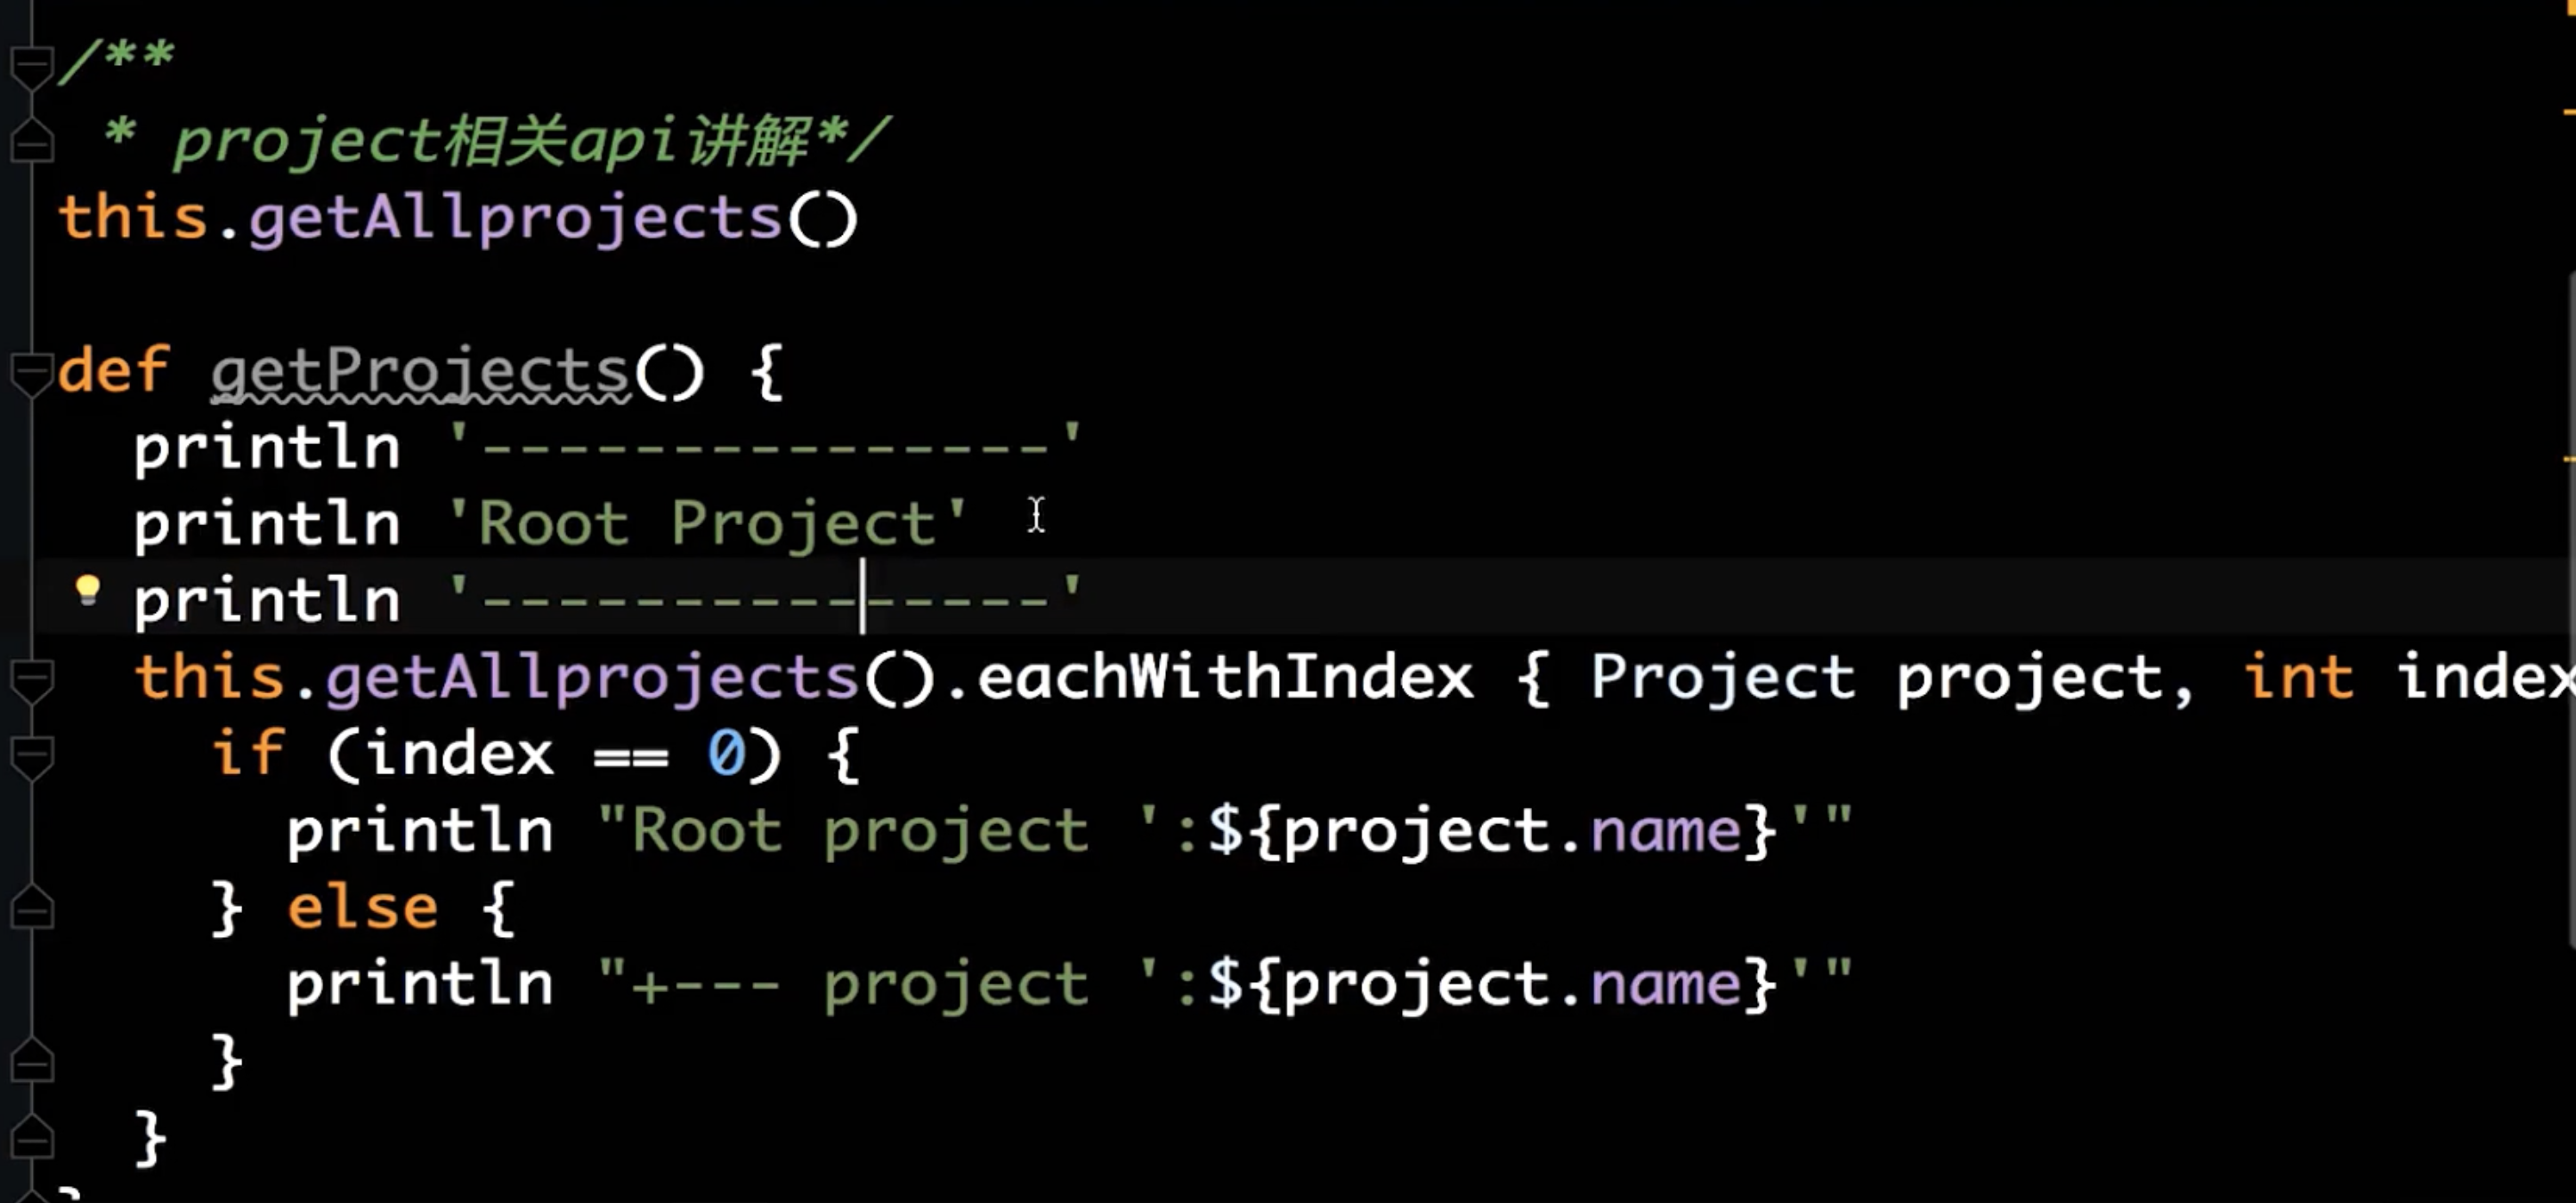 /**
 * project相关api讲解*/
this.getAllprojects()
def getProjects() {
  println '---------------'
  println 'Root Project'
  println '---------------'
  this.getAllprojects().eachWithIndex { Project project, int index
    if (index == 0) {
      println "Root project ':${project.name}'"
    } else {
      println "+--- project ':${project.name}'"
    }
  }
}